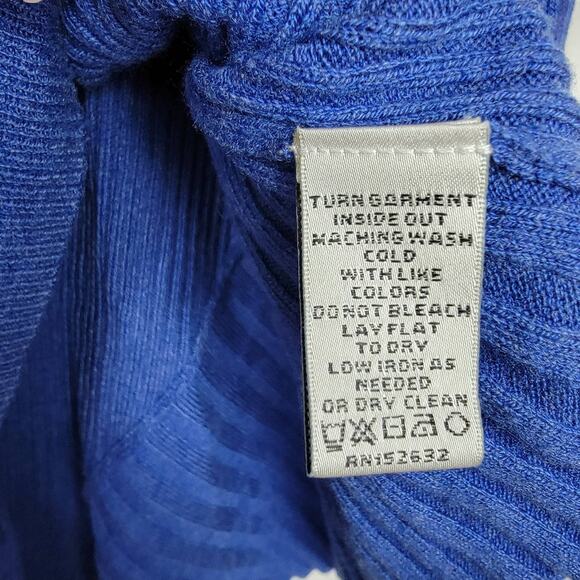 TURN GARMENT
INSIDE OUT
MACHING WASH
COLD
WITH LIKE
COLORS
DO NOT BLEACH
LAY FLAT
TO DRY
LOW IRON AS
NEEDED
OR DRY CLEAN
RN152632